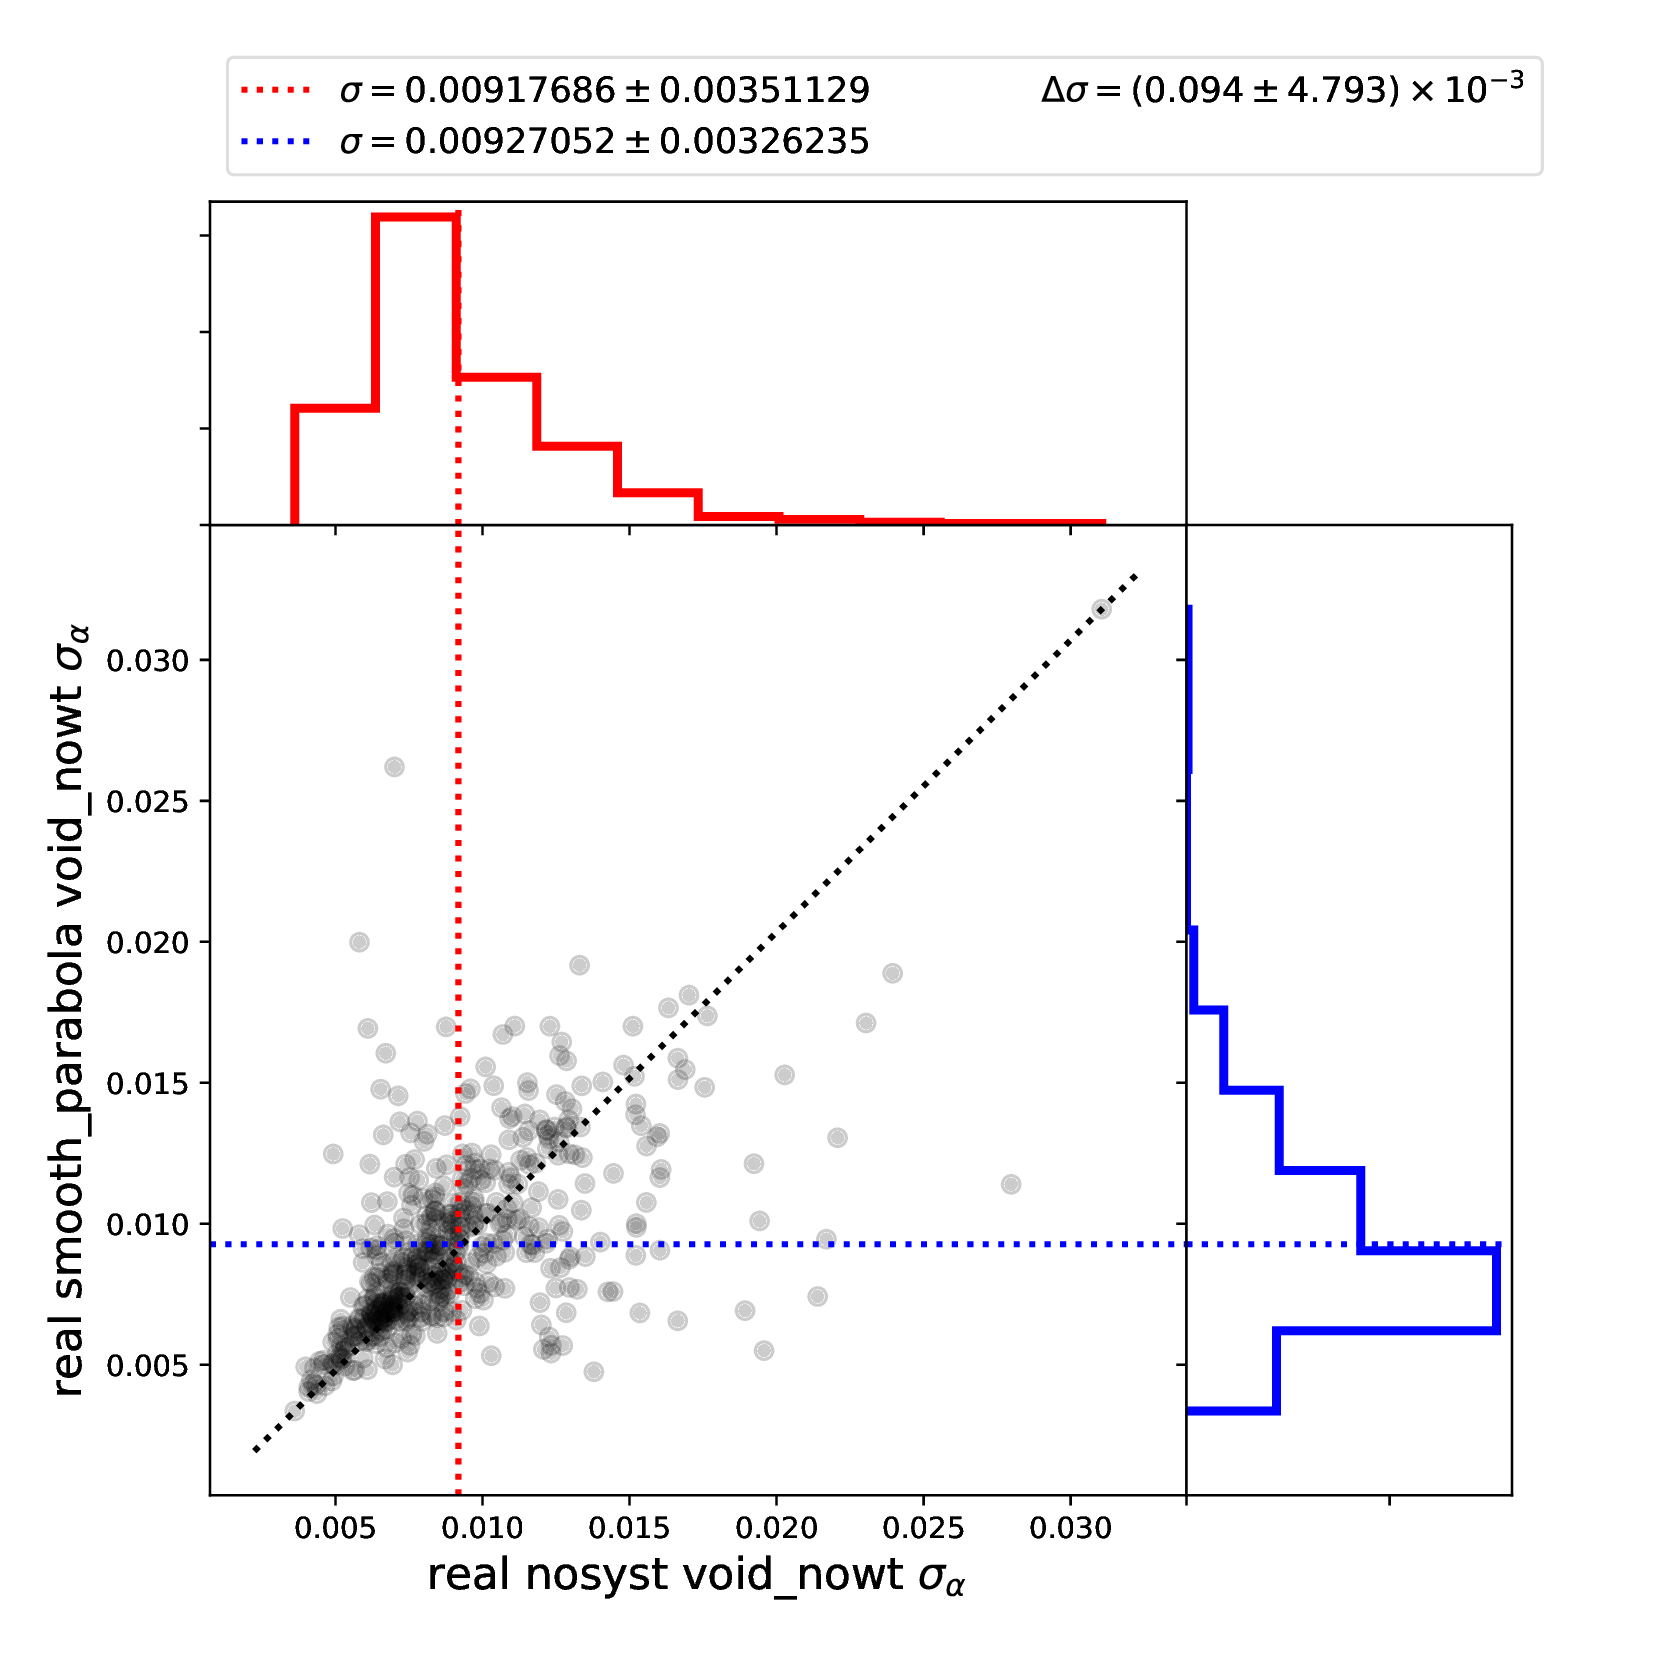 σ = 0.00917686 ± 0.00351129
Δσ = (0.094 ± 4.793) × 10⁻³
σ = 0.00927052 ± 0.00326235
real smooth_parabola void_nowt σ_α
0.030
0.025
0.020
0.015
0.010
0.005
0.005 0.010 0.015 0.020 0.025 0.030
real nosyst void_nowt σ_α